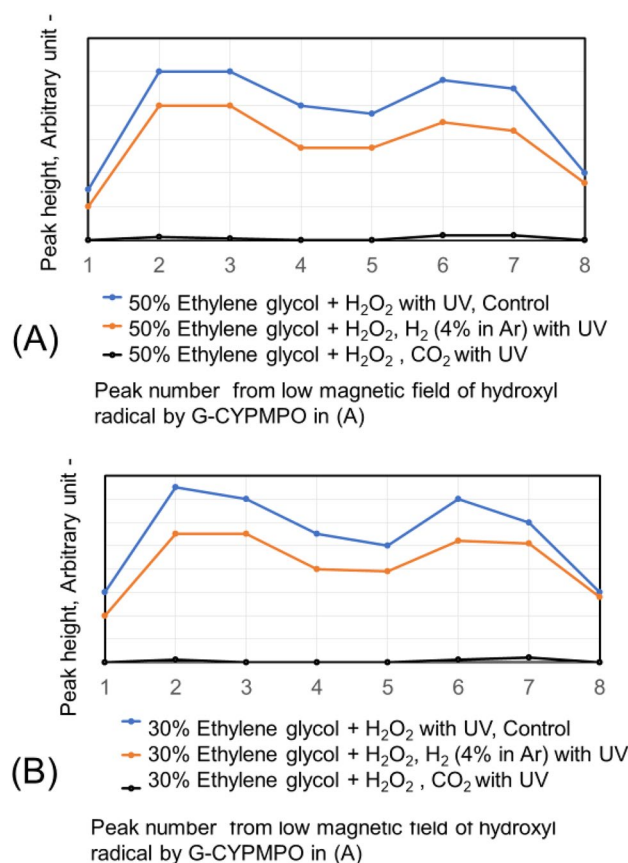 Peak height, Arbitrary unit -
1 2 3 4 5 6 7 8
50% Ethylene glycol + H₂O₂ with UV, Control
50% Ethylene glycol + H₂O₂, H₂ (4% in Ar) with UV
50% Ethylene glycol + H₂O₂ , CO₂ with UV
(A)
Peak number from low magnetic field of hydroxyl
radical by G-CYPMPO in (A)
Peak height, Arbitrary unit -
1 2 3 4 5 6 7 8
30% Ethylene glycol + H₂O₂ with UV, Control
30% Ethylene glycol + H₂O₂, H₂ (4% in Ar) with UV
30% Ethylene glycol + H₂O₂ , CO₂ with UV
(B)
Peak number from low magnetic field of hydroxyl
radical by G-CYPMPO in (A)